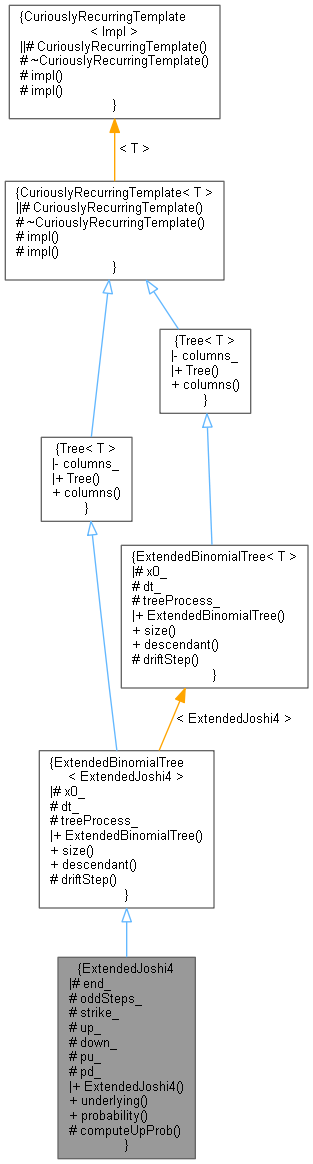 {CuriouslyRecurringTemplate
< Impl >
||# CuriouslyRecurringTemplate()
# ~CuriouslyRecurringTemplate()
# impl()
# impl()
}
< T >
{CuriouslyRecurringTemplate< T >
||# CuriouslyRecurringTemplate()
# ~CuriouslyRecurringTemplate()
# impl()
# impl()
}
{Tree< T >
|- columns_
|+ Tree()
+ columns()
}
{Tree< T >
|- columns_
|+ Tree()
+ columns()
}
{ExtendedBinomialTree< T >
|# x0_
# dt_
# treeProcess_
|+ ExtendedBinomialTree()
+ size()
+ descendant()
# driftStep()
}
< ExtendedJoshi4 >
{ExtendedBinomialTree
< ExtendedJoshi4 >
|# x0_
# dt_
# treeProcess_
|+ ExtendedBinomialTree()
+ size()
+ descendant()
# driftStep()
}
{ExtendedJoshi4
|# end_
# oddSteps_
# strike_
# up_
# down_
# pu_
# pd_
|+ ExtendedJoshi4()
+ underlying()
+ probability()
# computeUpProb()
}